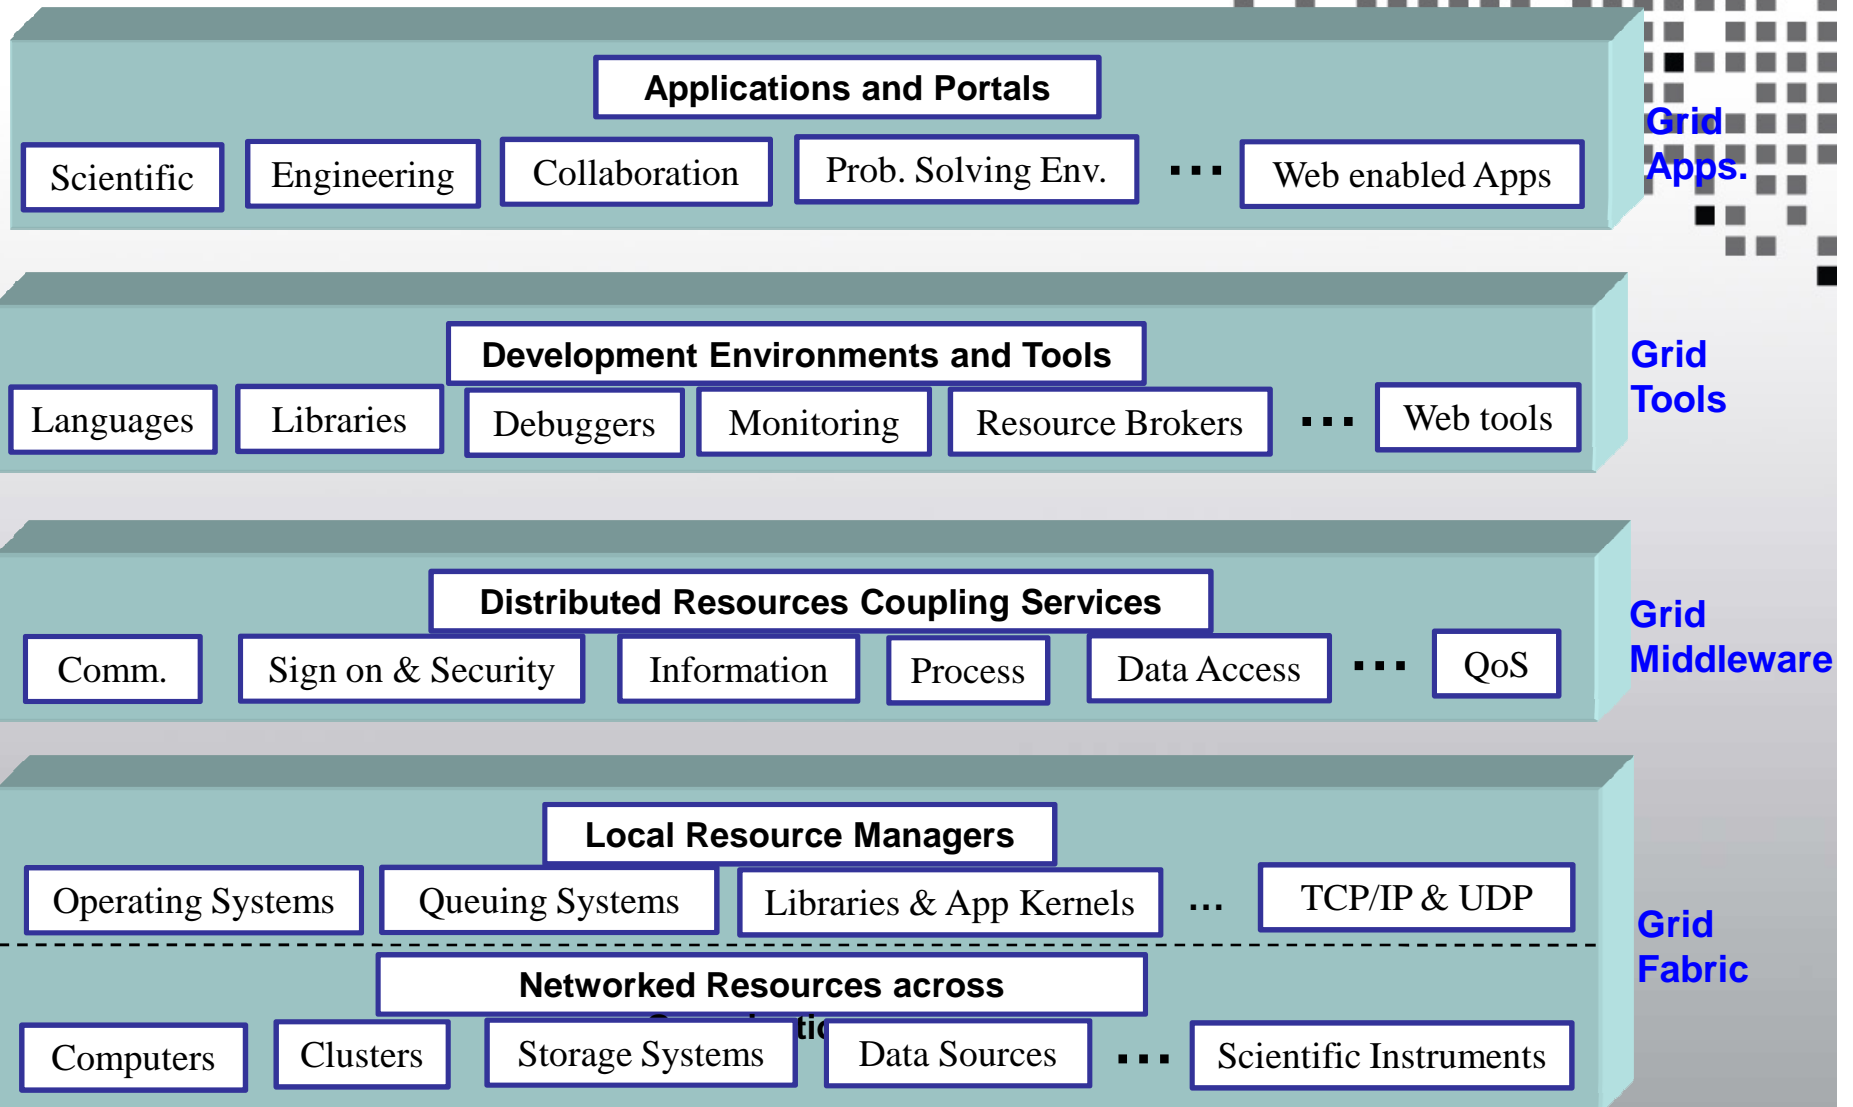 Applications and Portals
Scientific
Engineering
Collaboration
Prob. Solving Env.
…
Web enabled Apps
Grid
Apps.
Development Environments and Tools
Languages
Libraries
Debuggers
Monitoring
Resource Brokers
…
Web tools
Grid
Tools
Distributed Resources Coupling Services
Comm.
Sign on & Security
Information
Process
Data Access
…
QoS
Grid
Middleware
Local Resource Managers
Operating Systems
Queuing Systems
Libraries & App Kernels
…
TCP/IP & UDP
Grid
Fabric
Networked Resources across
Computers
Clusters
Storage Systems
Data Sources
…
Scientific Instruments